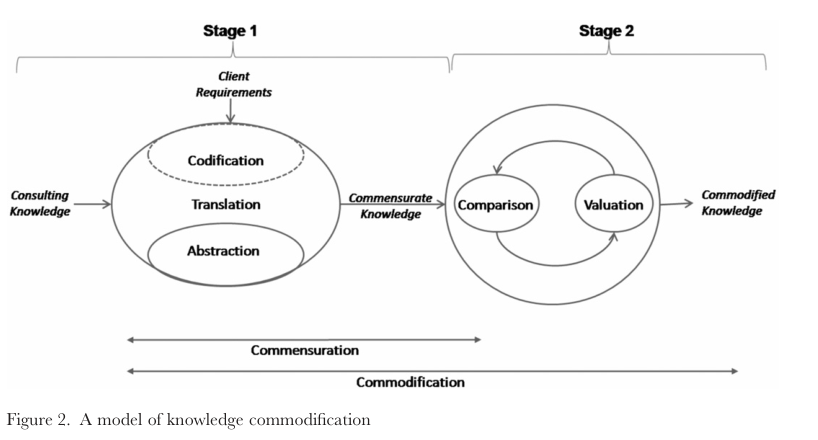 Stage 1
Stage 2
Client
Requirements
Codification
Consulting
Knowledge
Translation
Commensurate
Knowledge
Comparison
Valuation
Commodified
Knowledge
Abstraction
Commensuration
Commodification
Figure 2. A model of knowledge commodification